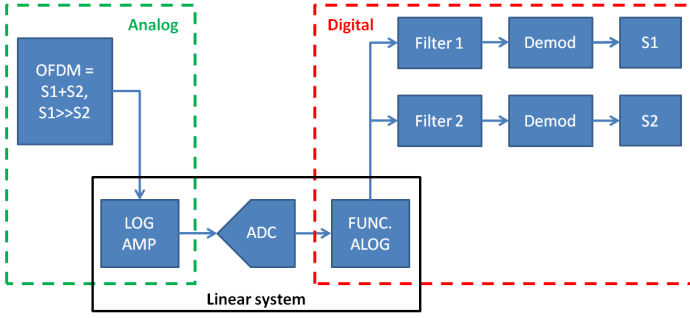 Analog
Digital
OFDM =
S1+S2,
S1>>S2
Filter 1
Demod
S1
Filter 2
Demod
S2
LOG
AMP
ADC
FUNC.
ALOG
Linear system